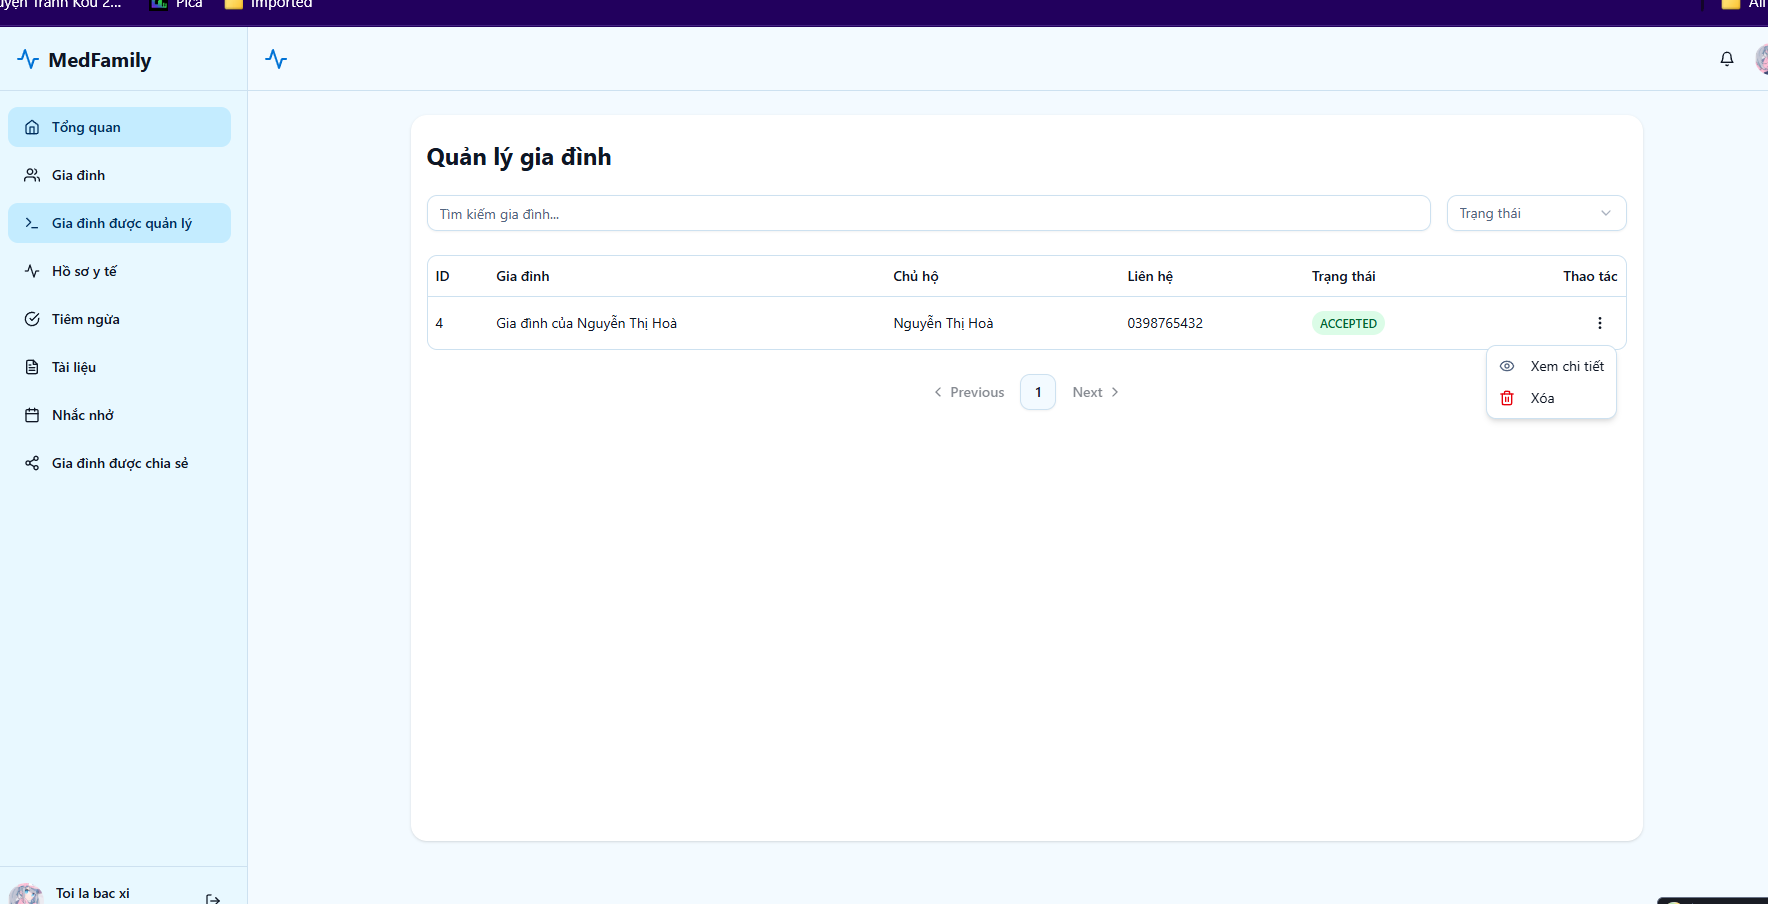 Tranh Kou 2...
Pica
Imported
All
MedFamily
Tổng quan
Gia đình
Gia đình được quản lý
Hồ sơ y tế
Tiêm ngừa
Tài liệu
Nhắc nhở
Gia đình được chia sẻ
Toi la bac xi
Quản lý gia đình
Tìm kiếm gia đình...
Trạng thái
ID Gia đình Chủ hộ Liên hệ Trạng thái Thao tác
4 Gia đình của Nguyễn Thị Hoà Nguyễn Thị Hoà 0398765432 ACCEPTED
Xem chi tiết
Xóa
Previous 1 Next